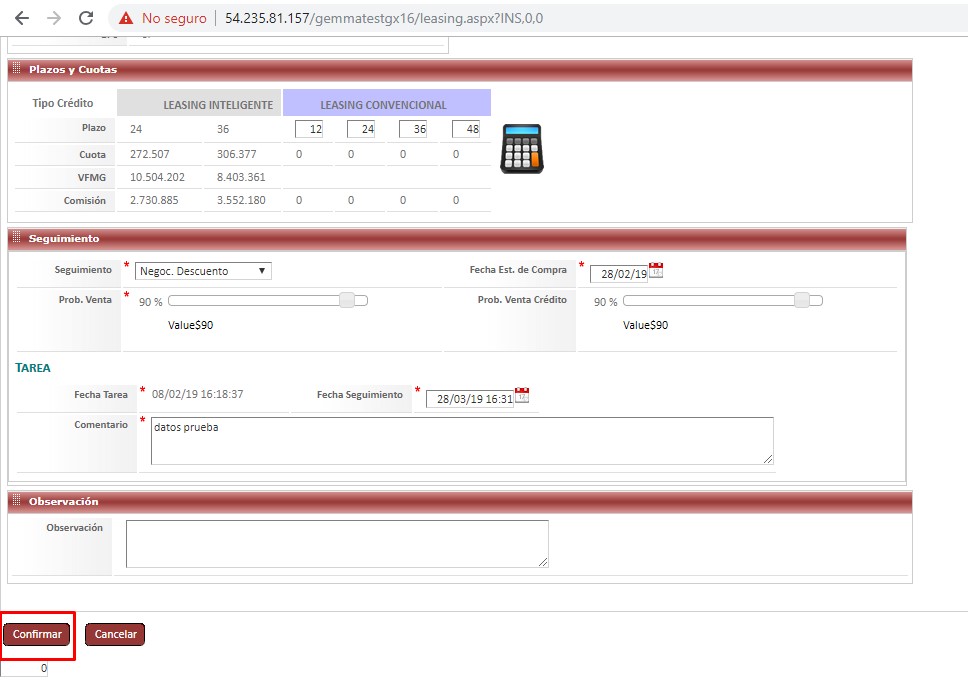 No seguro 54.235.81.157/gemmatestgx16/leasing.aspx?INS,0,0
Plazos y Cuotas
Tipo Crédito LEASING INTELIGENTE LEASING CONVENCIONAL
Plazo 24 36 12 24 36 48
Cuota 272.507 306.377 0 0 0 0
VFMG 10.504.202 8.403.361
Comisión 2.730.885 3.552.180 0 0 0 0
Seguimiento
Seguimiento * Negoc. Descuento Fecha Est. de Compra * 28/02/19
Prob. Venta * 90 % Prob. Venta Crédito 90 %
Value$90 Value$90
TAREA
Fecha Tarea * 08/02/19 16:18:37 Fecha Seguimiento * 28/03/19 16:31
Comentario * datos prueba
Observación
Observación
Confirmar Cancelar
0